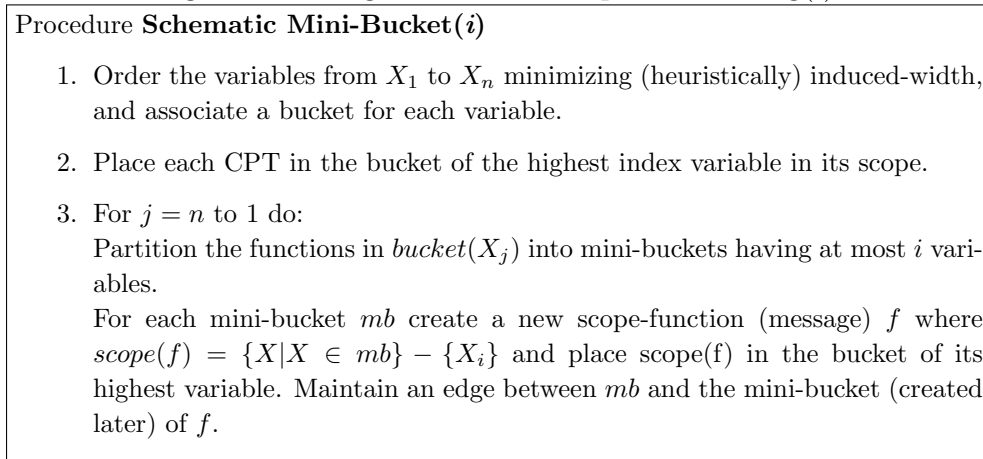 Procedure Schematic Mini-Bucket(i)
1. Order the variables from X₁ to Xₙ minimizing (heuristically) induced-width,
and associate a bucket for each variable.
2. Place each CPT in the bucket of the highest index variable in its scope.
3. For j = n to 1 do:
Partition the functions in bucket(Xⱼ) into mini-buckets having at most i vari-
ables.
For each mini-bucket mb create a new scope-function (message) f where
scope(f) = {X|X ∈ mb} − {Xᵢ} and place scope(f) in the bucket of its
highest variable. Maintain an edge between mb and the mini-bucket (created
later) of f.